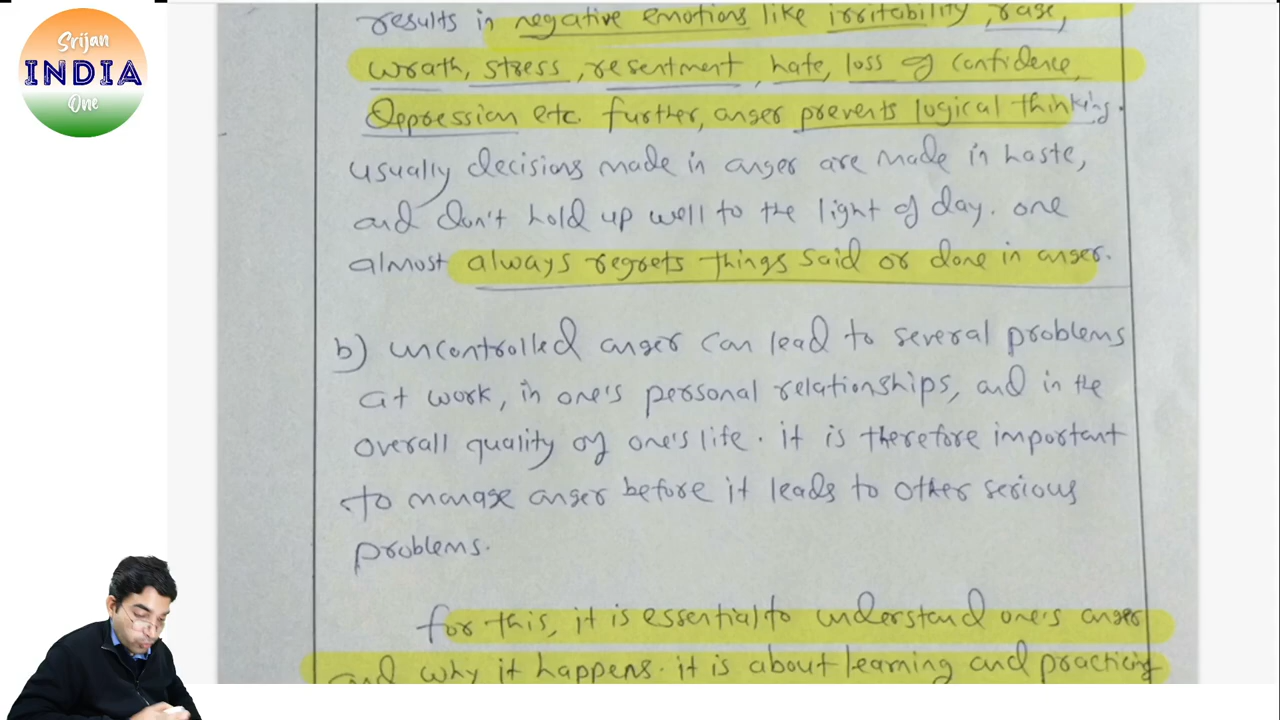 Srijan
INDIA
One
results in negative emotions like irritability, rage,
wrath, stress, resentment, hate, loss of confidence,
Oppression etc. further, anger prevents logical thinking.
usually decisions made in anger are made in haste,
and don't hold up well to the light of day. one
almost always regrets things said or done in anger.
b) uncontrolled anger can lead to several problems
at work, in one's personal relationships, and in the
overall quality of one's life. it is therefore important
to manage anger before it leads to other serious
problems.
for this, it is essential to understand one's anger
and why it happens. it is about learning and practicing